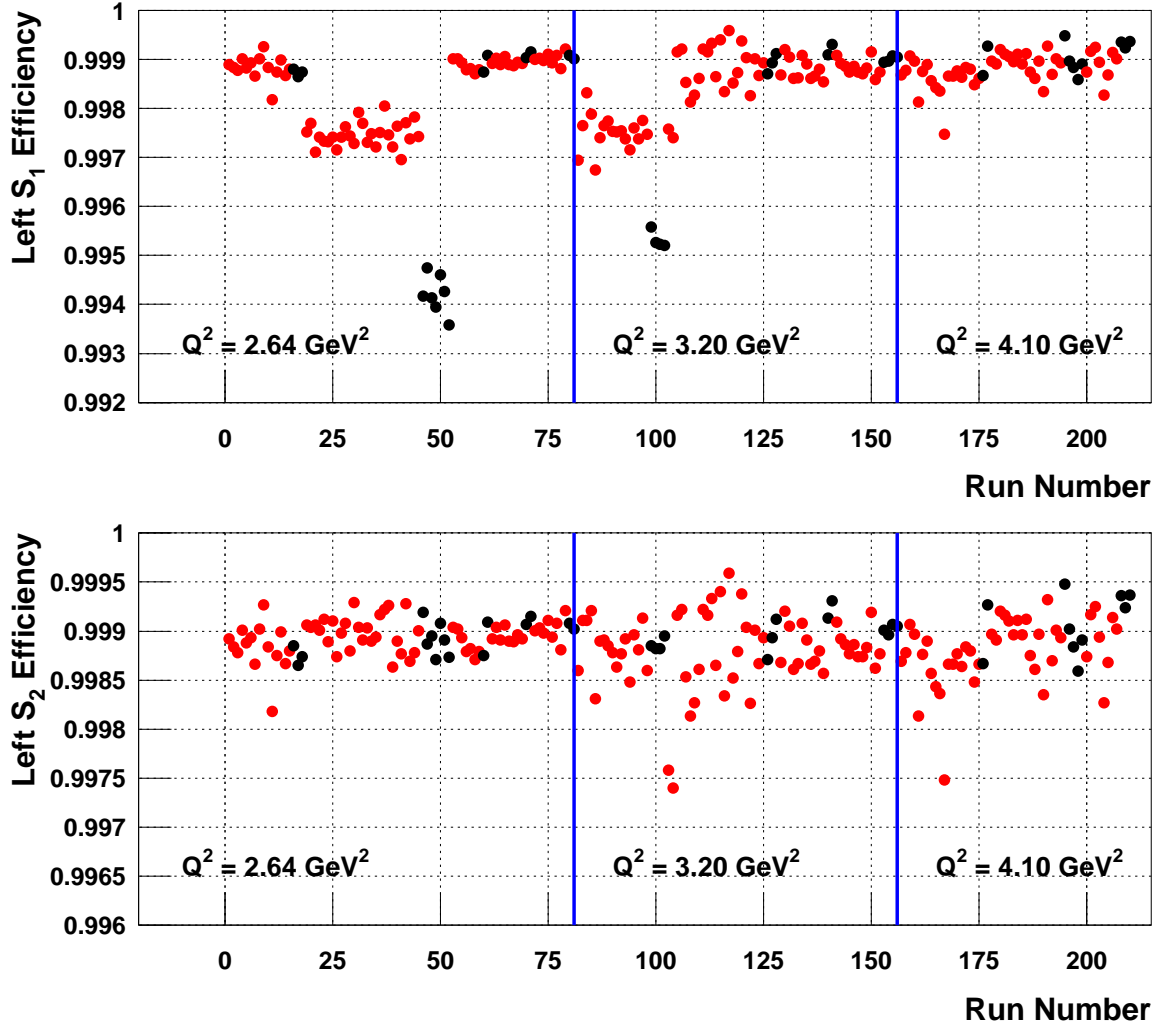 Left S1 Efficiency
1
0.999
0.998
0.997
0.996
0.995
0.994
0.993
0.992
Q² = 2.64 GeV²
Q² = 3.20 GeV²
Q² = 4.10 GeV²
0 25 50 75 100 125 150 175 200
Run Number
Left S2 Efficiency
1
0.9995
0.999
0.9985
0.998
0.9975
0.997
0.9965
0.996
Q² = 2.64 GeV²
Q² = 3.20 GeV²
Q² = 4.10 GeV²
0 25 50 75 100 125 150 175 200
Run Number